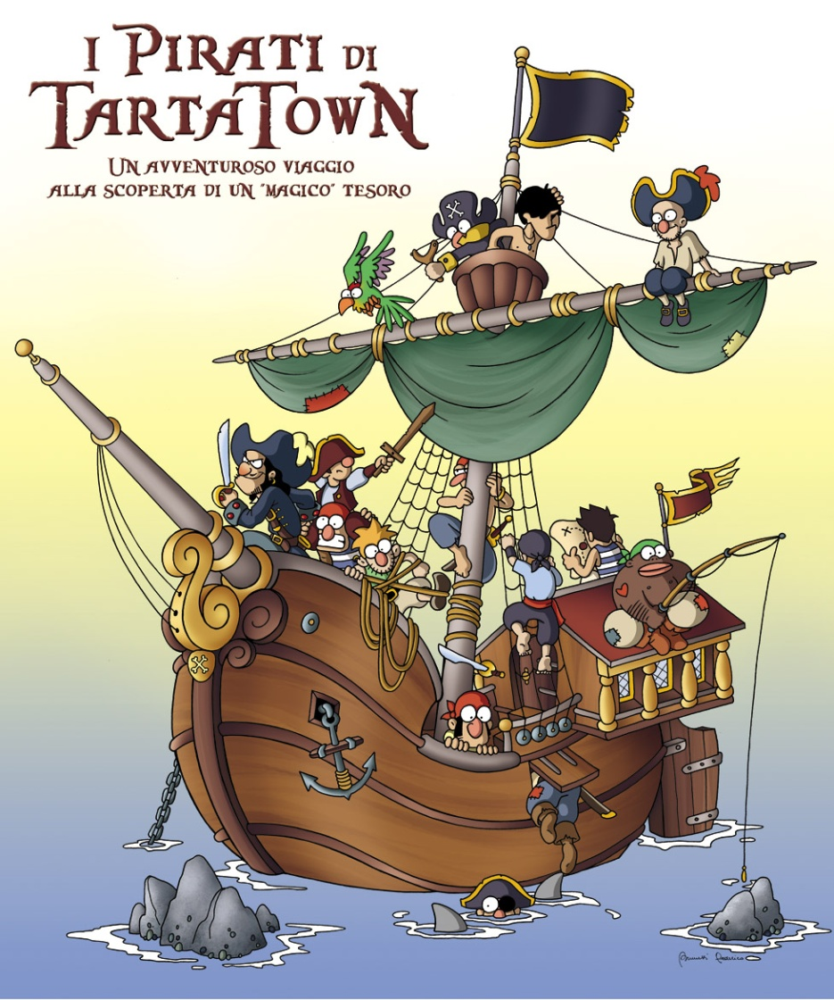 I PIRATI DI
TARTATOWN
UN AVVENTUROSO VIAGGIO
ALLA SCOPERTA DI UN "MAGICO" TESORO